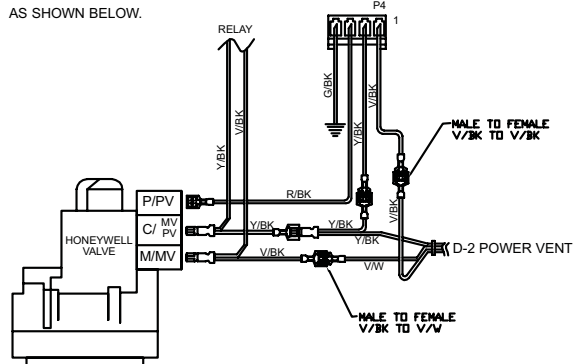 AS SHOWN BELOW.
P4
1
RELAY
G/BK
V/BK
Y/BK
Y/BK
V/BK
MALE TO FEMALE
V/BK TO V/BK
P/PV
R/BK
V/BK
C/ MV PV
Y/BK
Y/BK
Y/BK
HONEYWELL
VALVE
M/MV
V/BK
V/W
D-2 POWER VENT
MALE TO FEMALE
V/BK TO V/W